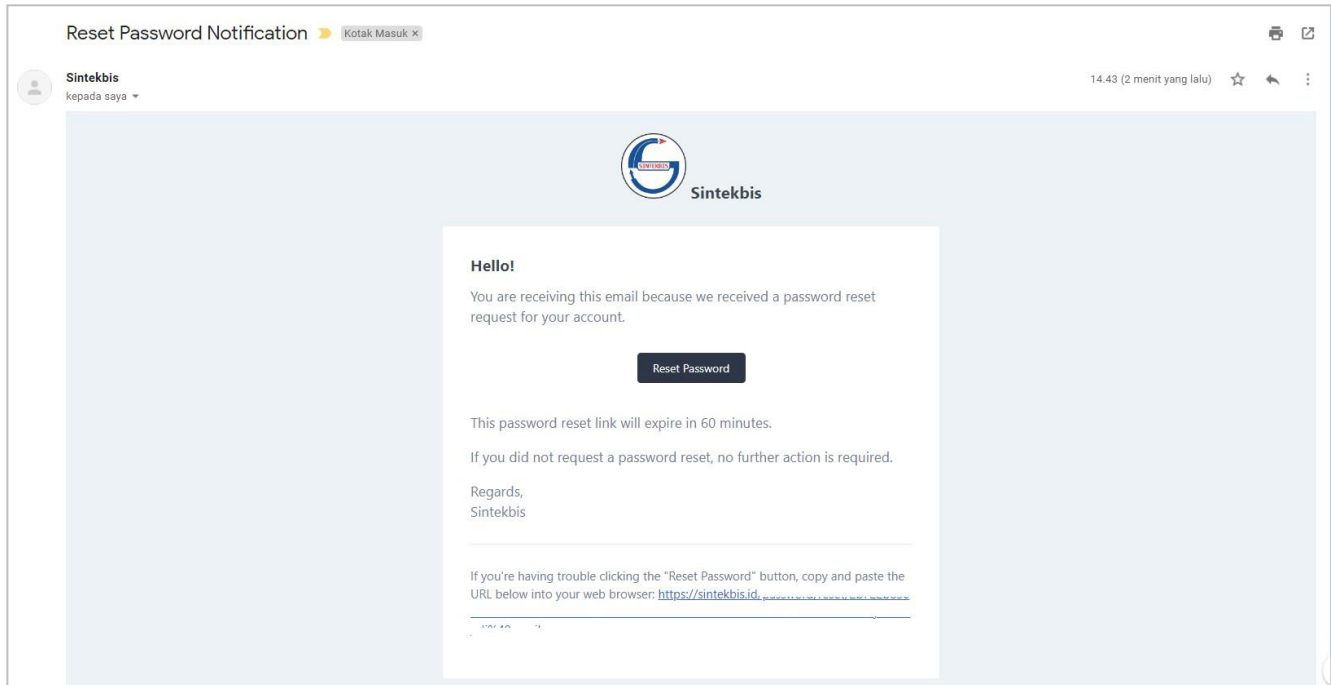 Reset Password Notification
Kotak Masuk ×
Sintekbis
14.43 (2 menit yang lalu)
kepada saya
SINTEKBIS
Sintekbis
Hello!
You are receiving this email because we received a password reset
request for your account.
Reset Password
This password reset link will expire in 60 minutes.
If you did not request a password reset, no further action is required.
Regards,
Sintekbis
If you're having trouble clicking the "Reset Password" button, copy and paste the
URL below into your web browser: https://sintekbis.id/